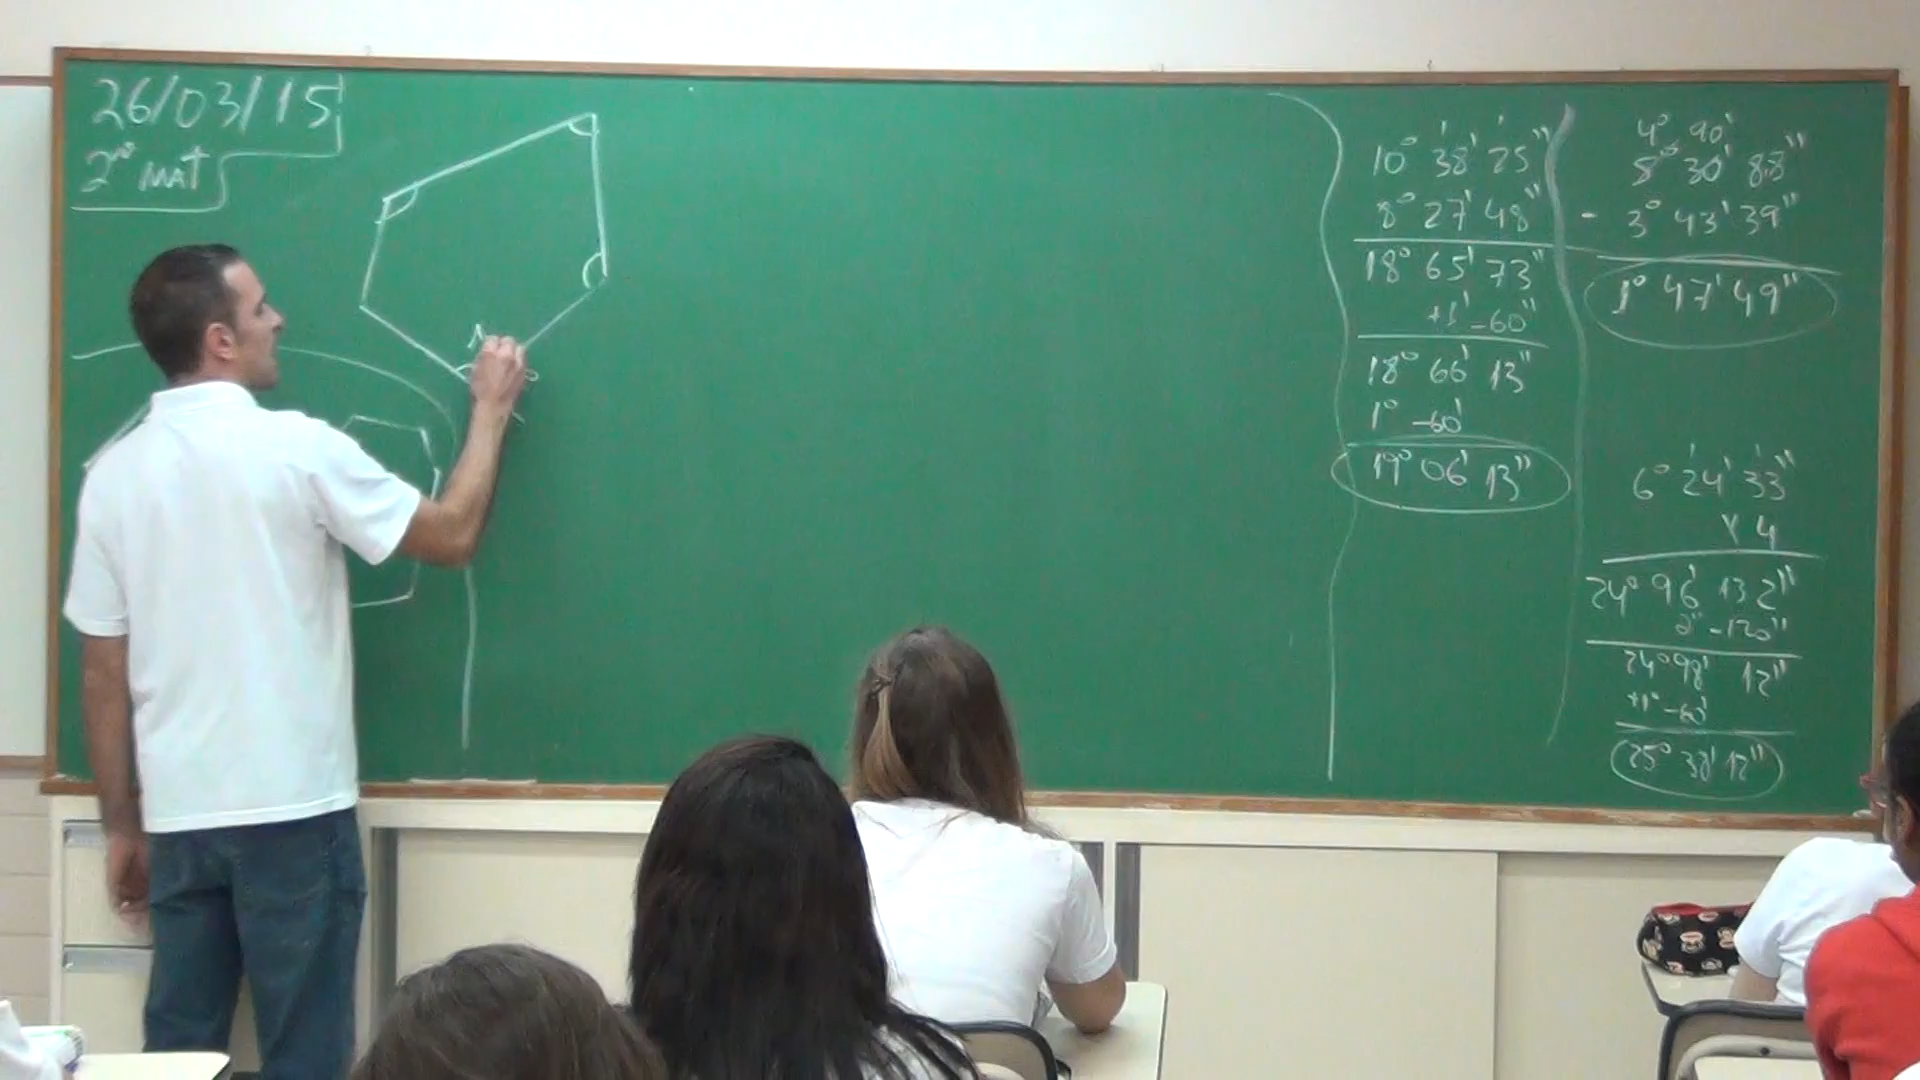 26/03/15
2º MAT
10° 38' 25"
8° 27' 48"
18° 65' 73"
+1' -60"
18° 66' 13"
1° -60'
19° 06' 13"
4° 90'
5° 30' 88"
- 3° 43' 39"
1° 47' 49"
6° 24' 33"
x 4
24° 96' 132"
2" -120"
24° 98' 12"
+1° -60'
25° 38' 12"